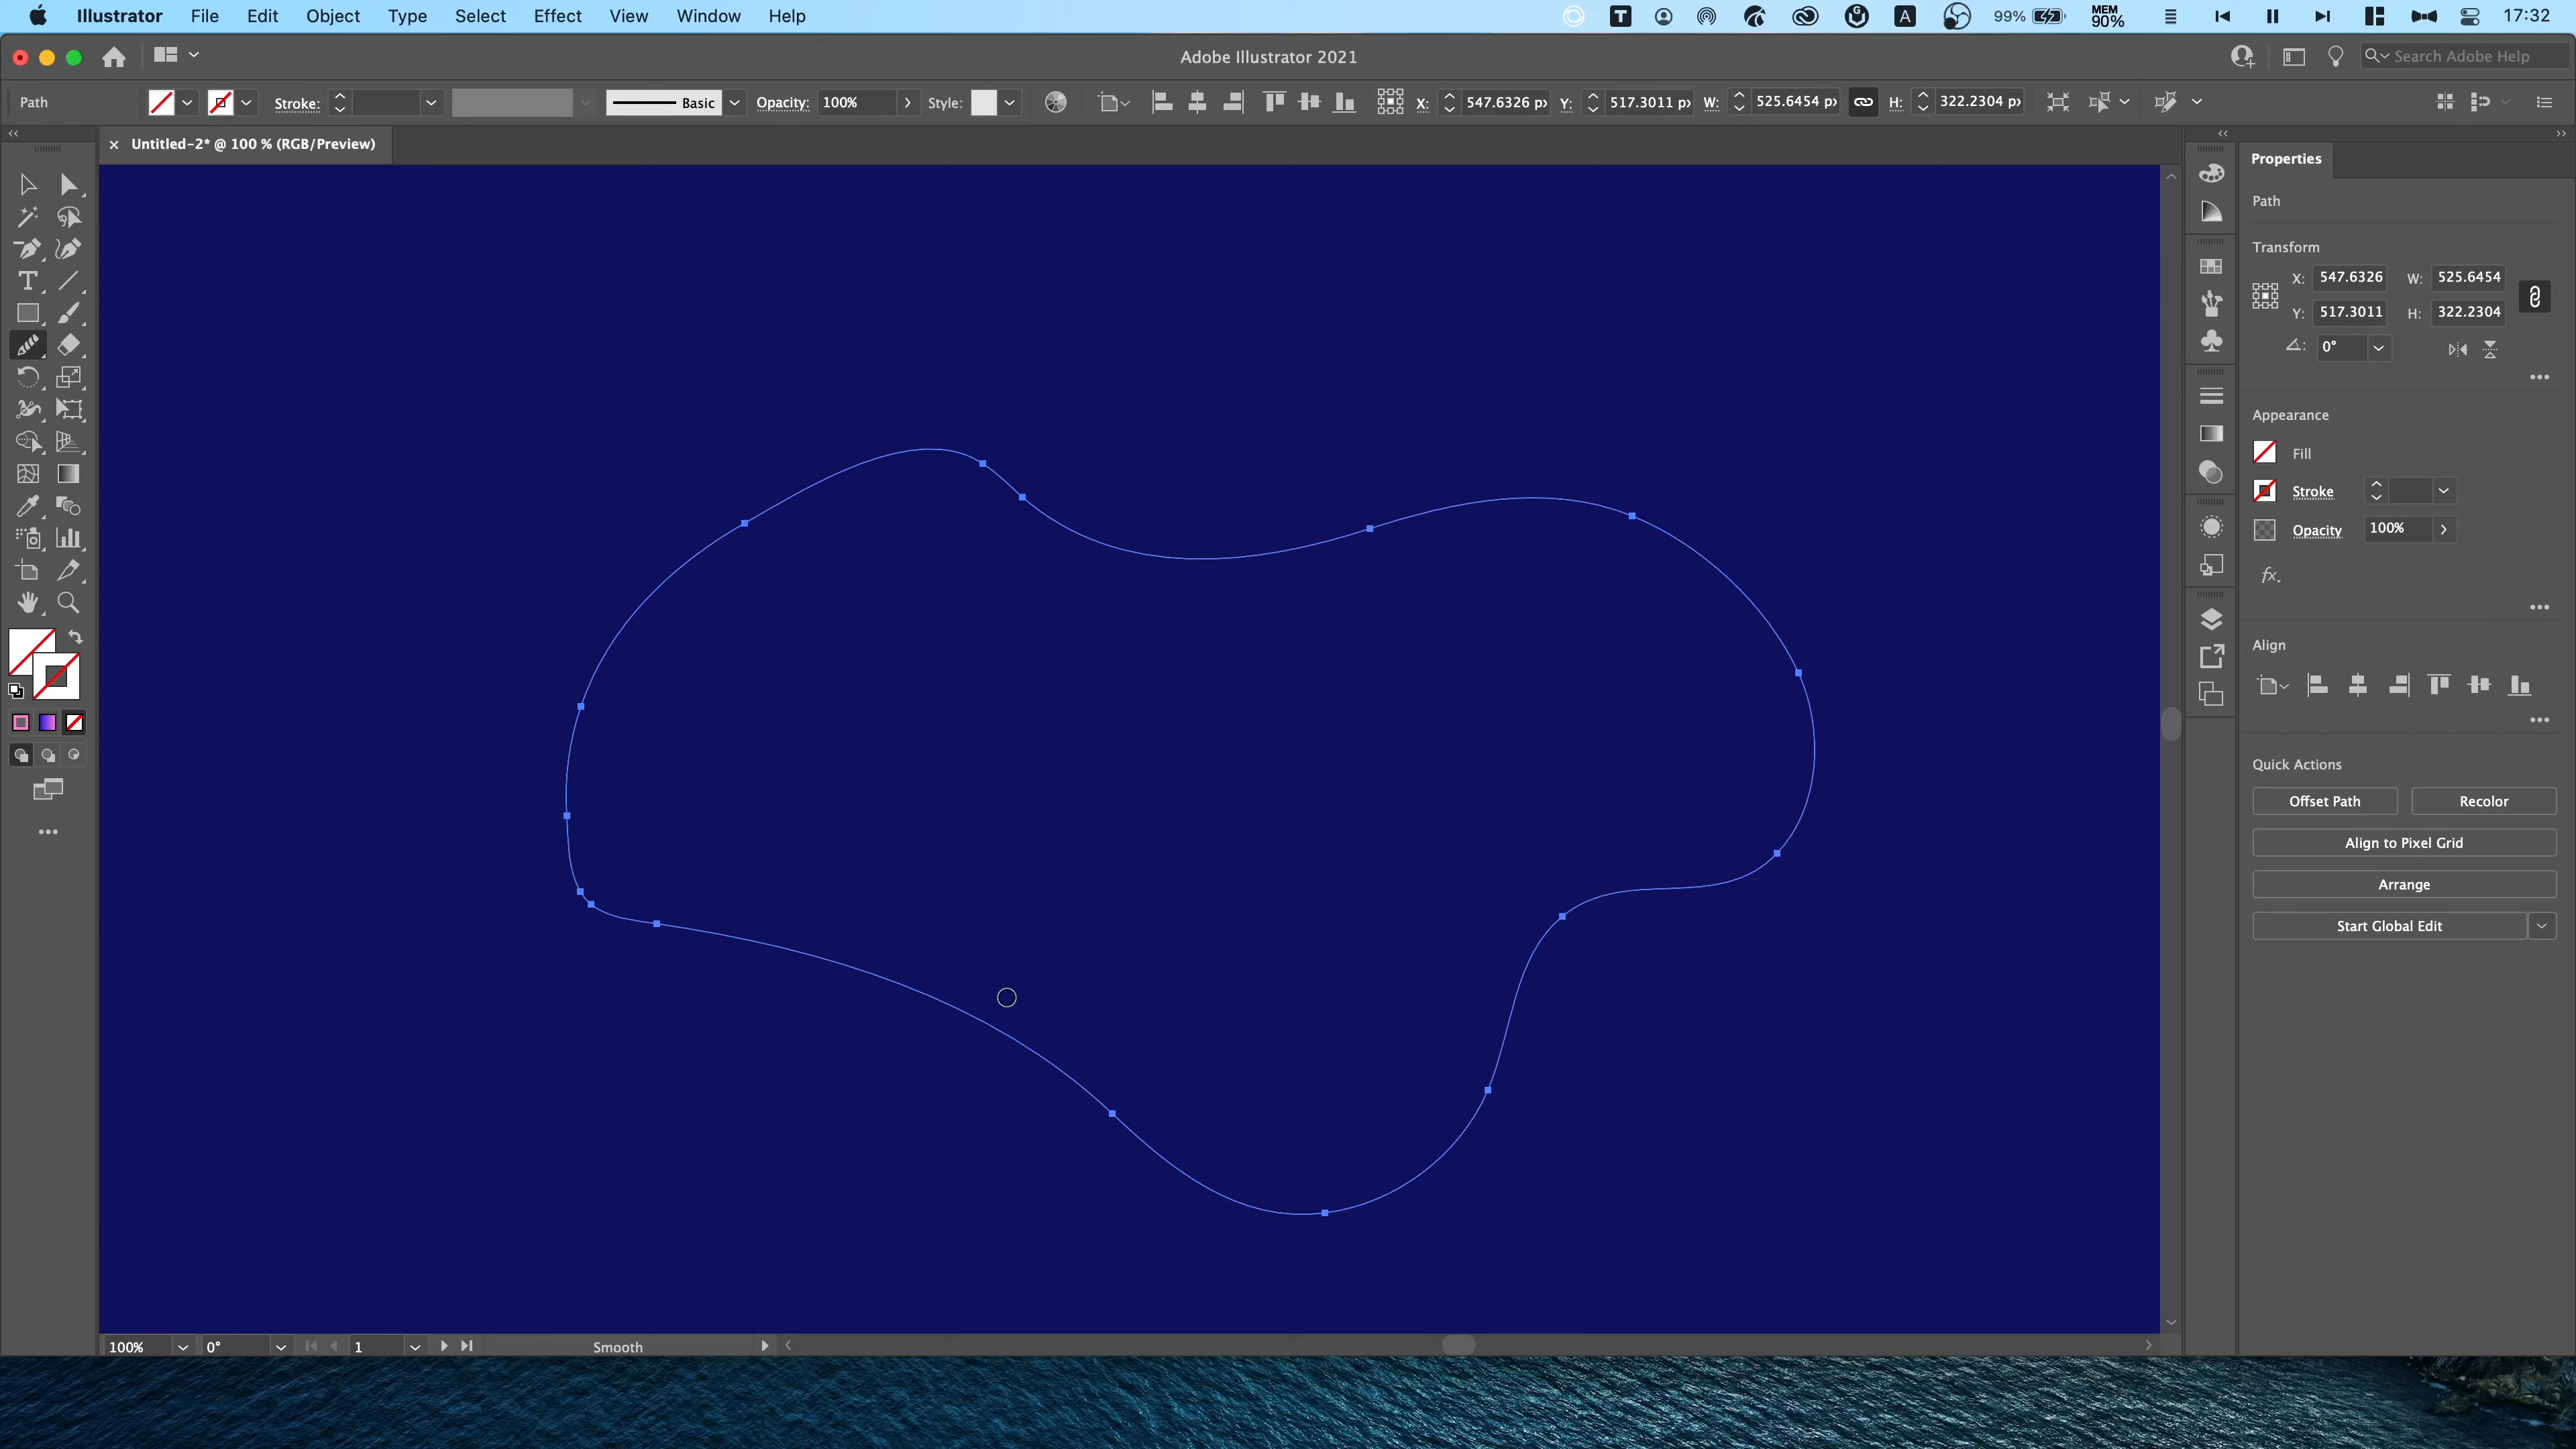 Illustrator File Edit Object Type Select Effect View Window Help
T A 99% MEM 90% 17:32
Adobe Illustrator 2021
Search Adobe Help
Path Stroke: Basic Opacity: 100% Style: X: 547.6326 px Y: 517.3011 px W: 525.6454 px H: 322.2304 px
Untitled-2* @ 100 % (RGB/Preview)
Properties
Path
Transform
X: 547.6326 W: 525.6454
Y: 517.3011 H: 322.2304
0°
Appearance
Fill
Stroke
Opacity 100%
fx.
Align
Quick Actions
Offset Path Recolor
Align to Pixel Grid
Arrange
Start Global Edit
100% 0° 1 Smooth